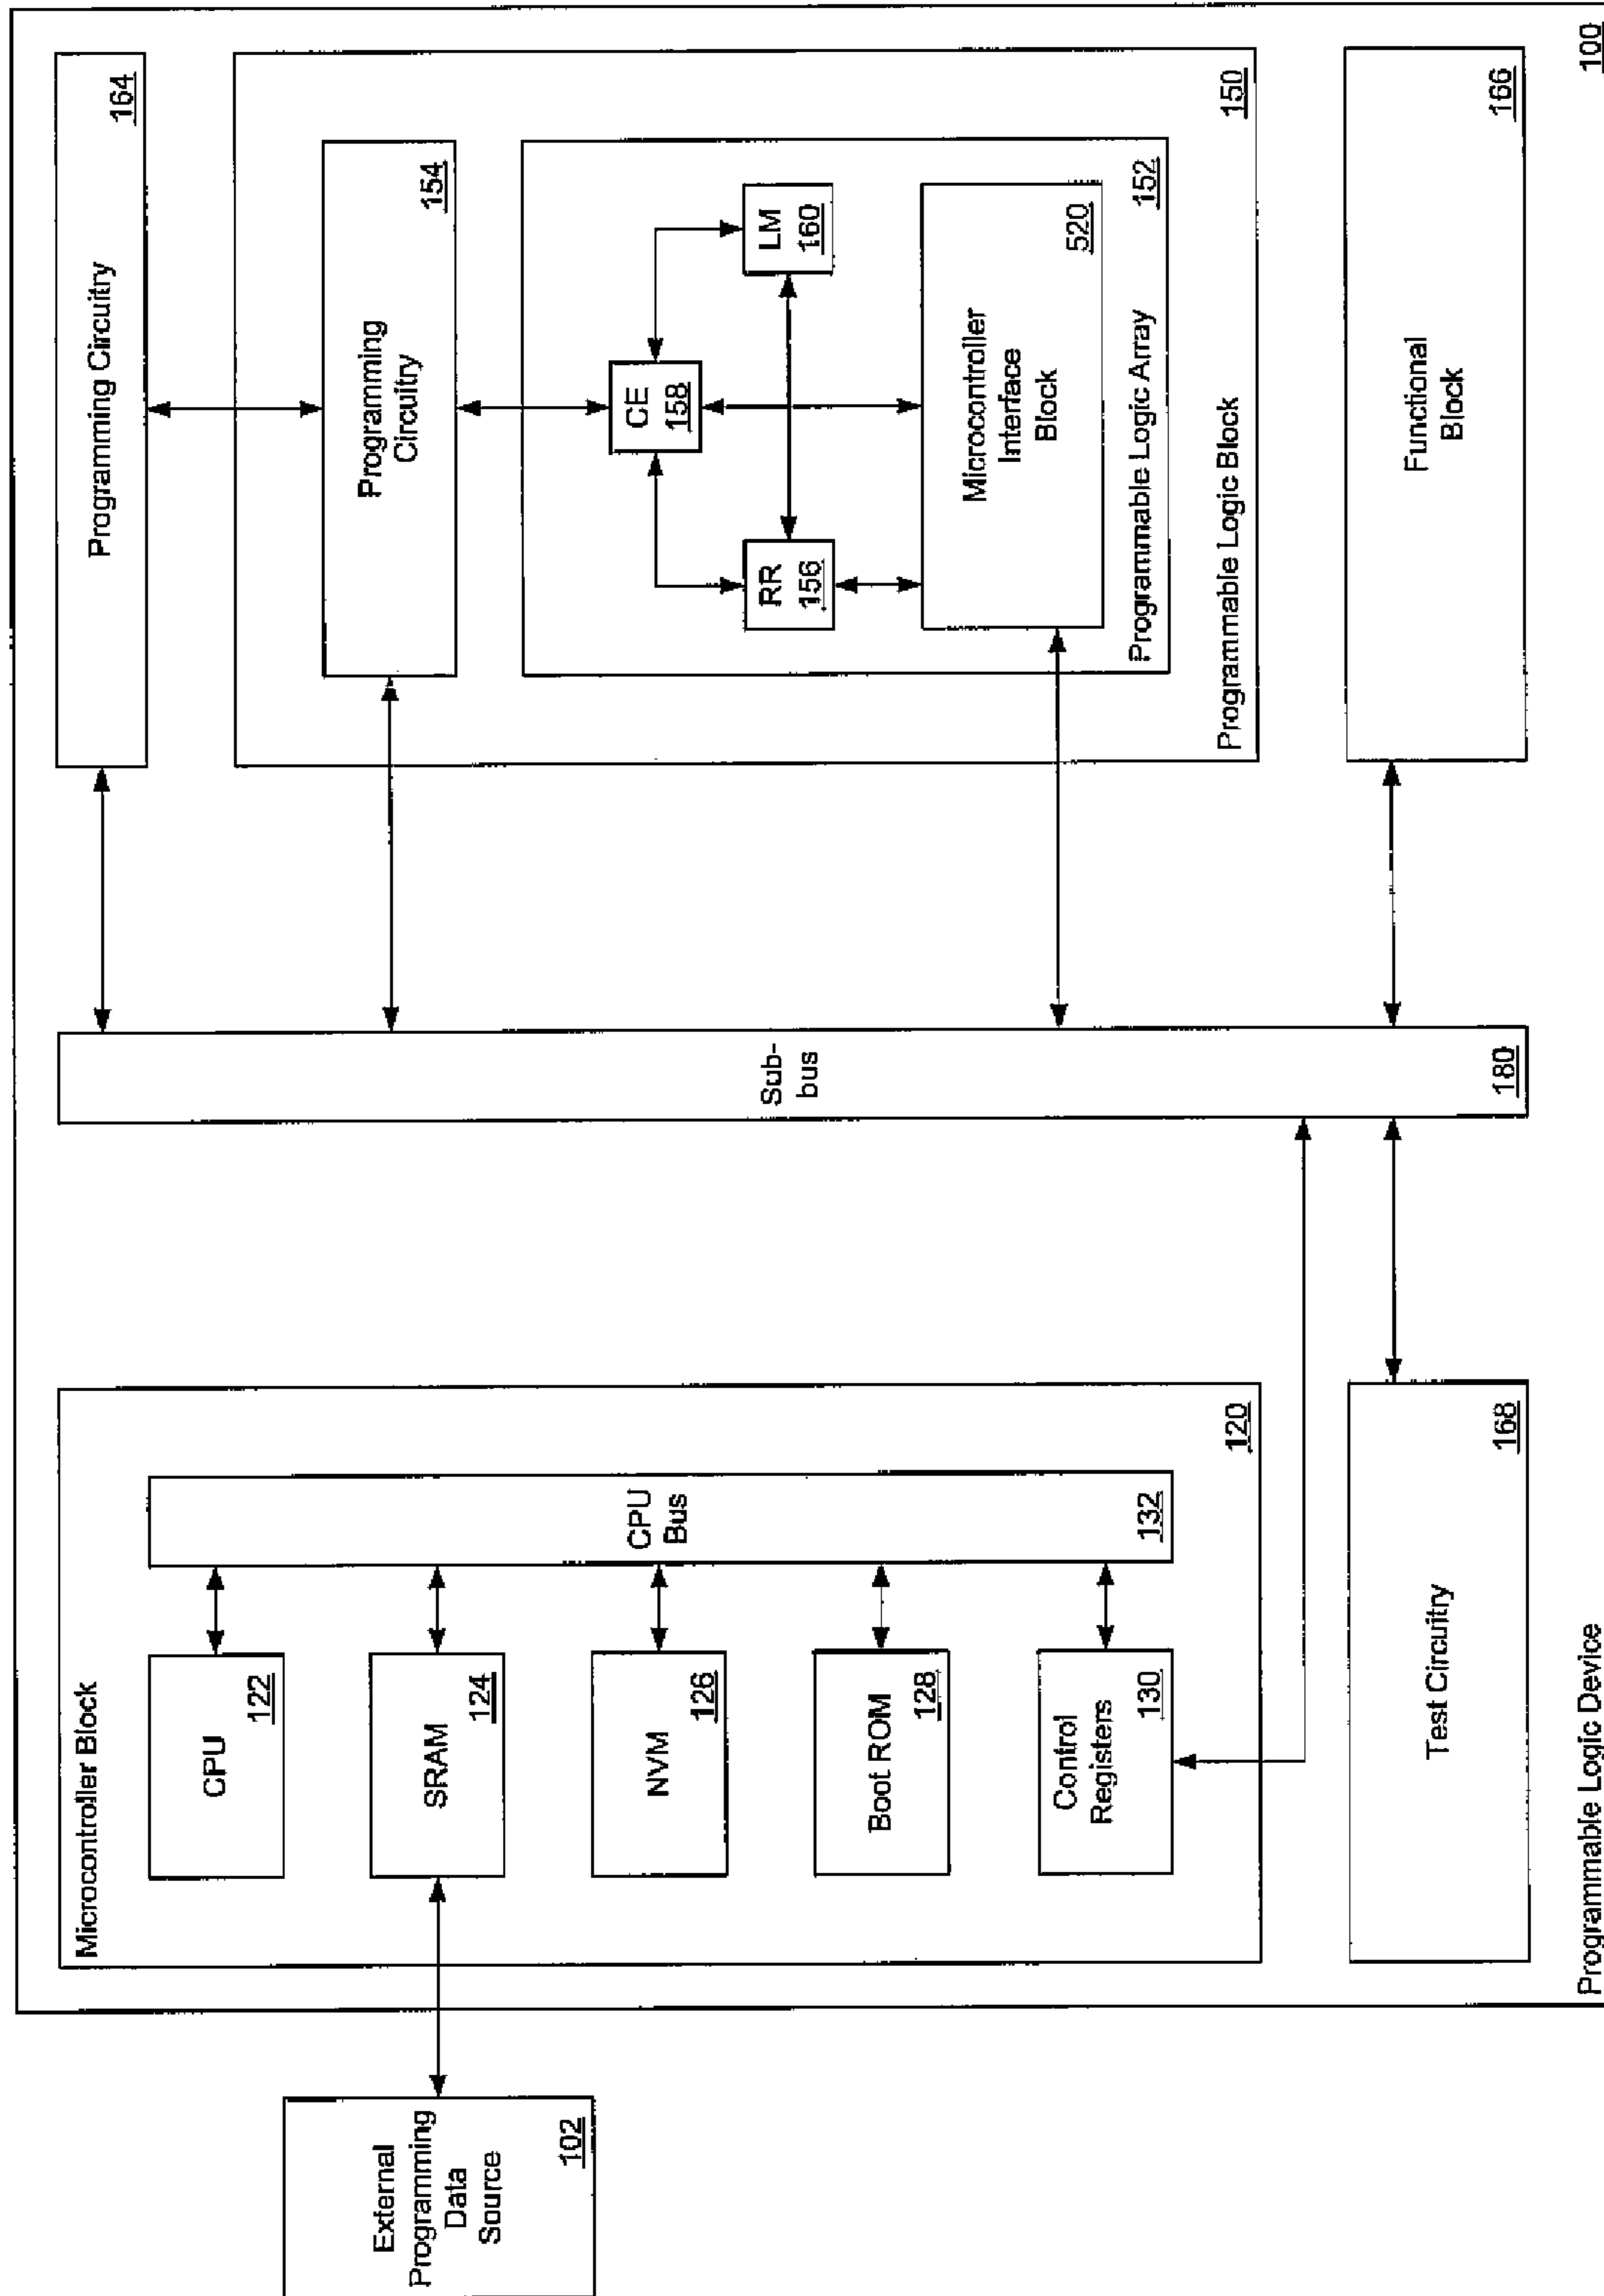 External
Programming
Data
Source
102
Microcontroller Block
CPU
122
SRAM
124
NVM
126
Boot ROM
128
Control
Registers
130
CPU
Bus
132
120
Test Circuitry
168
Sub-
bus
180
Programming Circuitry
164
Programming
Circuitry
154
CE
158
RR
156
LM
160
Microcontroller
Interface
Block
520
Programmable Logic Array
152
Programmable Logic Block
150
Functional
Block
166
Programmable Logic Device
100